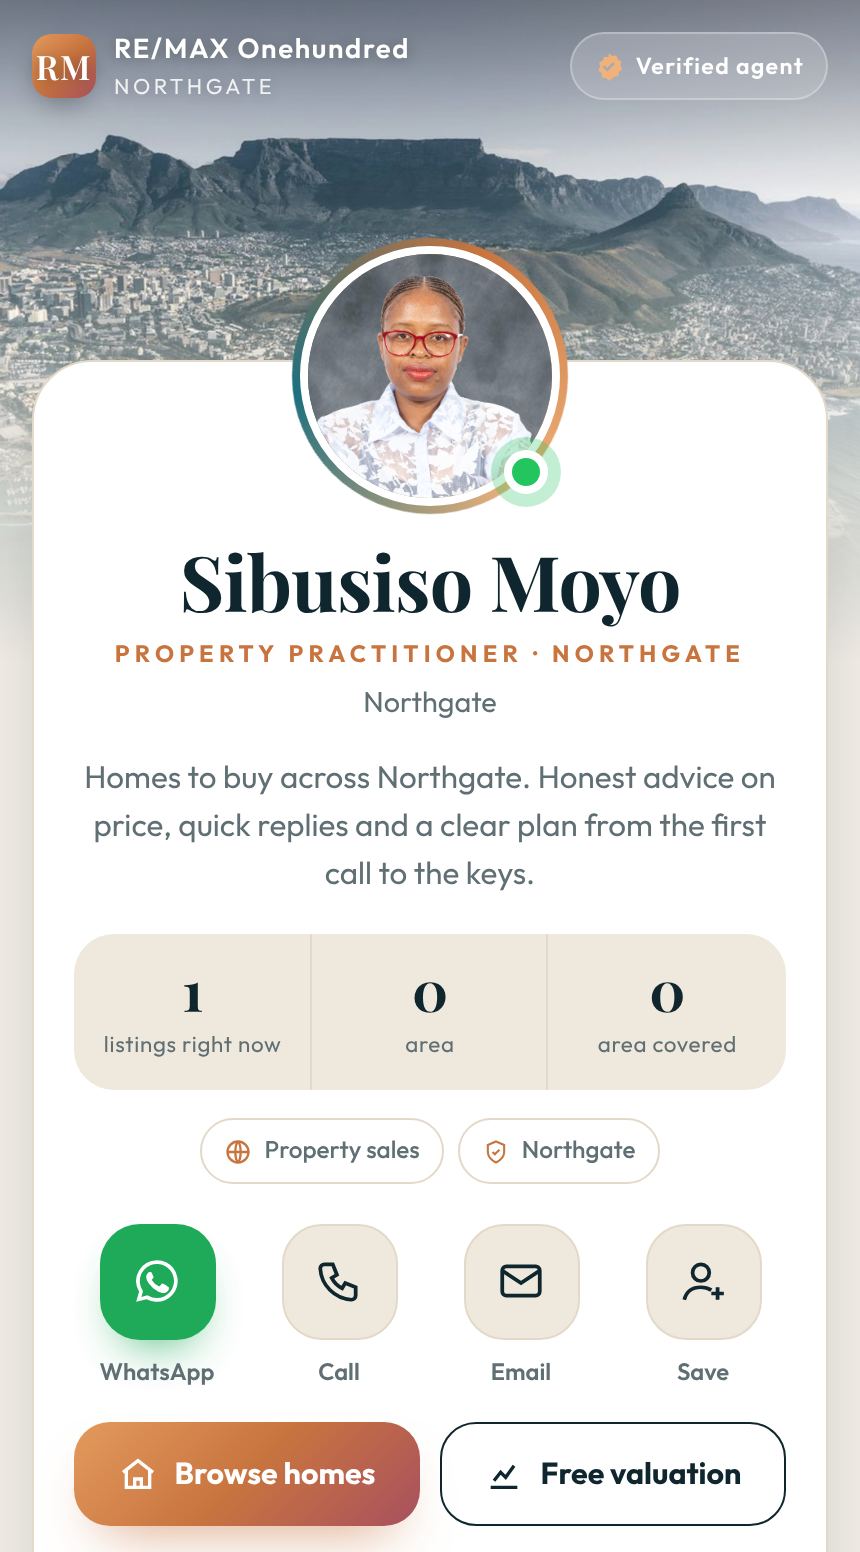 RM
RE/MAX Onehundred
NORTHGATE
Verified agent
Sibusiso Moyo
PROPERTY PRACTITIONER · NORTHGATE
Northgate
Homes to buy across Northgate. Honest advice on
price, quick replies and a clear plan from the first
call to the keys.
1 0 0
listings right now area area covered
Property sales Northgate
WhatsApp Call Email Save
Browse homes Free valuation